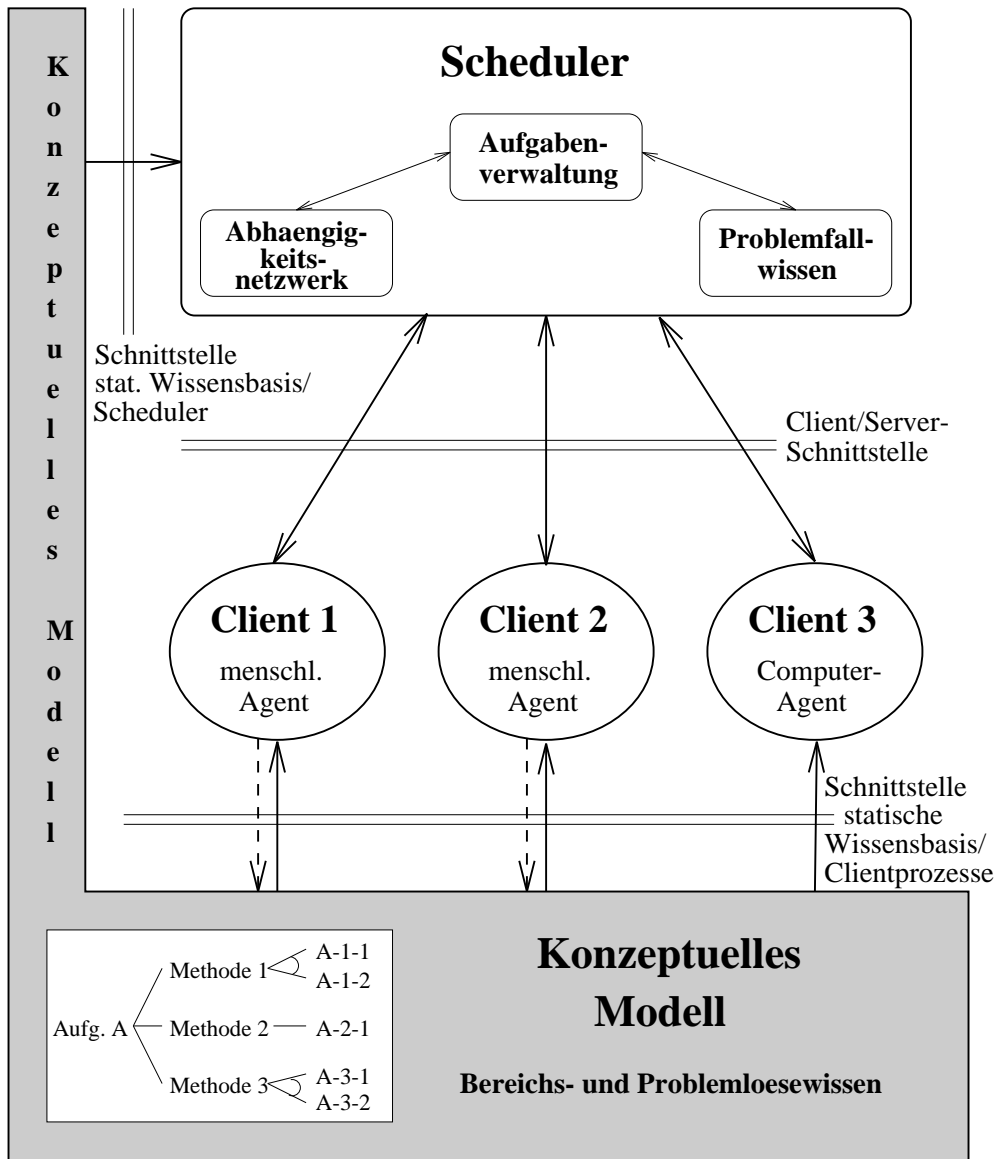 Konzeptuelles Modell
Scheduler
Aufgaben-
verwaltung
Abhaengig-
keits-
netzwerk
Problemfall-
wissen
Schnittstelle
stat. Wissensbasis/
Scheduler
Client/Server-
Schnittstelle
Client 1
menschl.
Agent
Client 2
menschl.
Agent
Client 3
Computer-
Agent
Schnittstelle
statische
Wissensbasis/
Clientprozesse
Aufg. A
Methode 1
A-1-1
A-1-2
Methode 2
A-2-1
Methode 3
A-3-1
A-3-2
Konzeptuelles
Modell
Bereichs- und Problemloesewissen